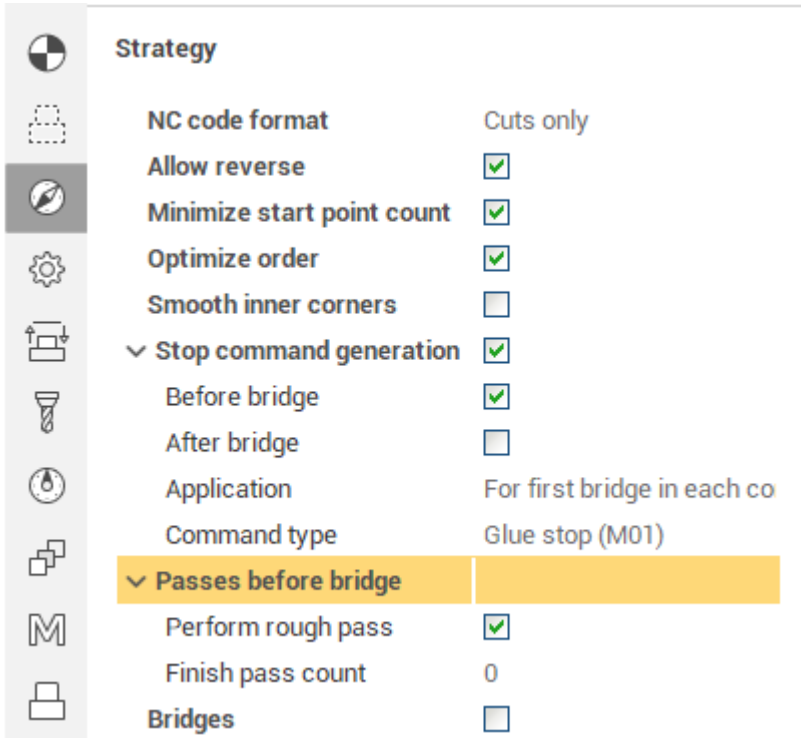 Strategy
NC code format Cuts only
Allow reverse
Minimize start point count
Optimize order
Smooth inner corners
Stop command generation
Before bridge
After bridge
Application For first bridge in each co
Command type Glue stop (M01)
Passes before bridge
Perform rough pass
Finish pass count 0
Bridges